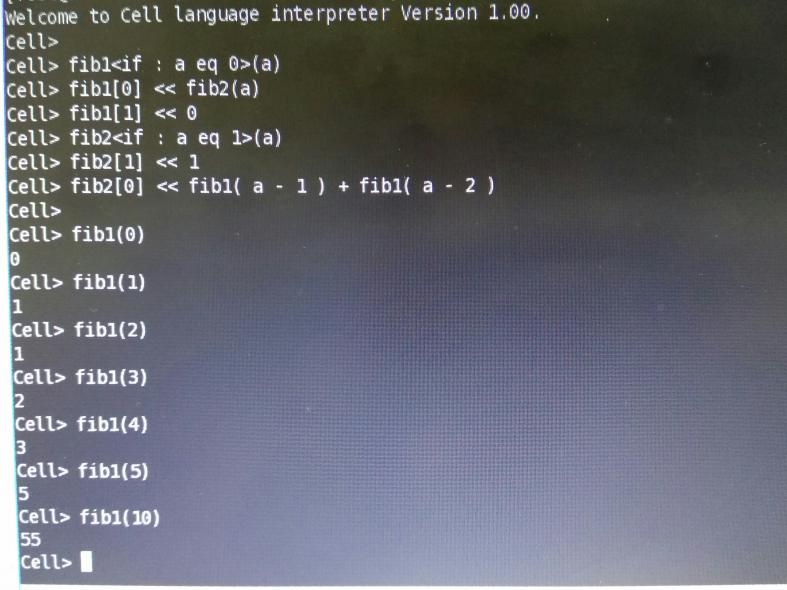 Welcome to Cell language interpreter Version 1.00.
Cell>
Cell> fib1<if : a eq 0>(a)
Cell> fib1[0] << fib2(a)
Cell> fib1[1] << 0
Cell> fib2<if : a eq 1>(a)
Cell> fib2[1] << 1
Cell> fib2[0] << fib1( a - 1 ) + fib1( a - 2 )
Cell>
Cell> fib1(0)
0
Cell> fib1(1)
1
Cell> fib1(2)
1
Cell> fib1(3)
2
Cell> fib1(4)
3
Cell> fib1(5)
5
Cell> fib1(10)
55
Cell>